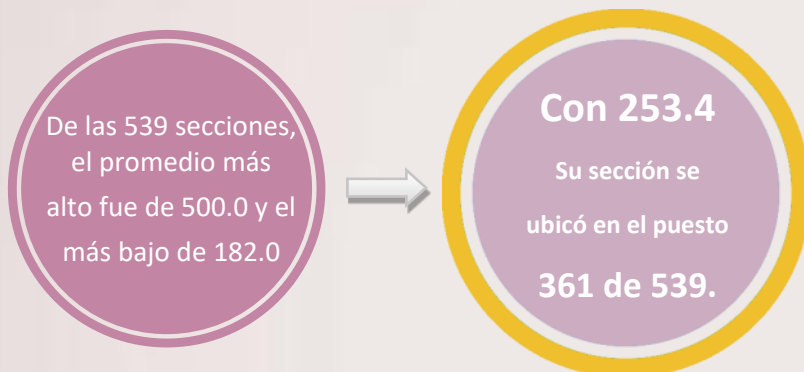 De las 539 secciones,
el promedio más
alto fue de 500.0 y el
más bajo de 182.0
Con 253.4
Su sección se
ubicó en el puesto
361 de 539.